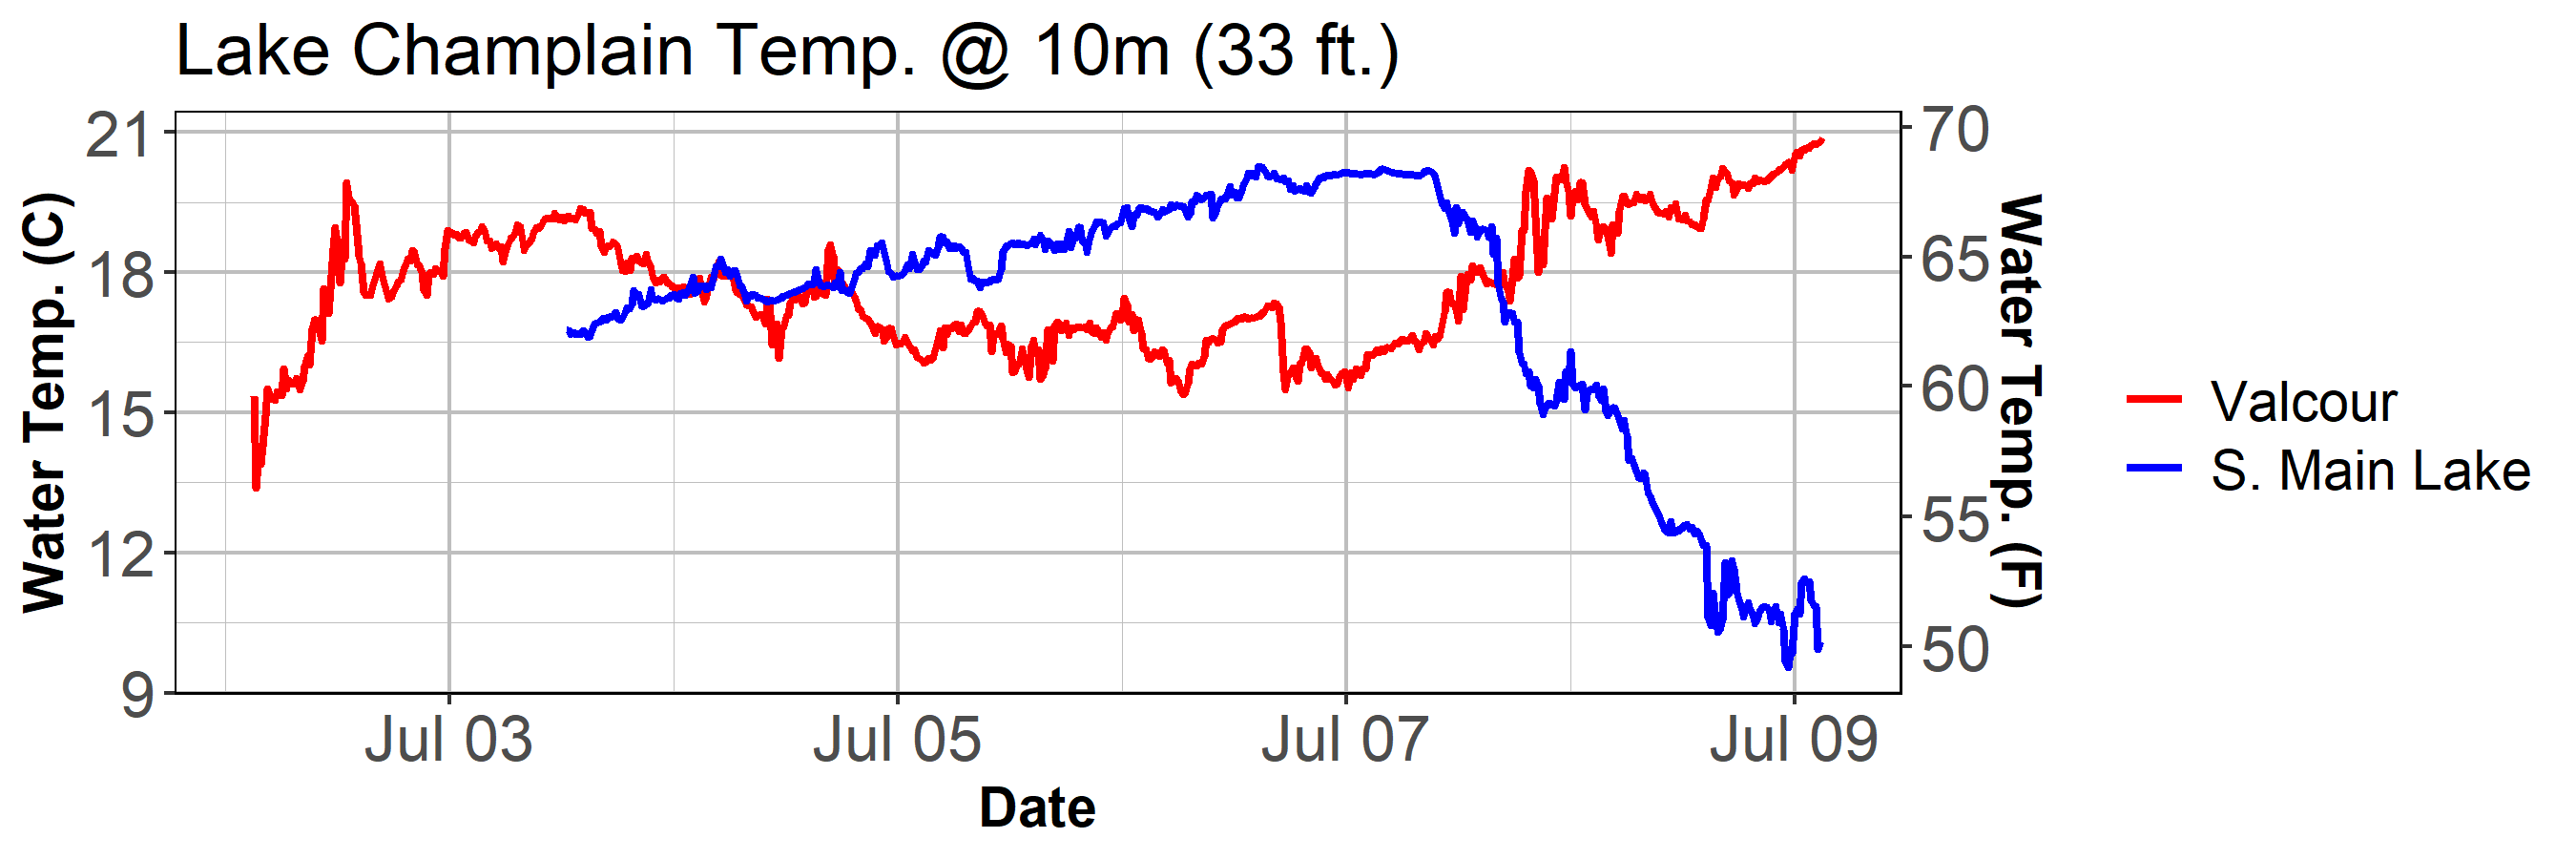 Lake Champlain Temp. @ 10m (33 ft.)
Water Temp. (C)
21
18
15
12
9
70
65
60
55
50
Water Temp. (F)
Jul 03
Jul 05
Jul 07
Jul 09
Date
Valcour
S. Main Lake